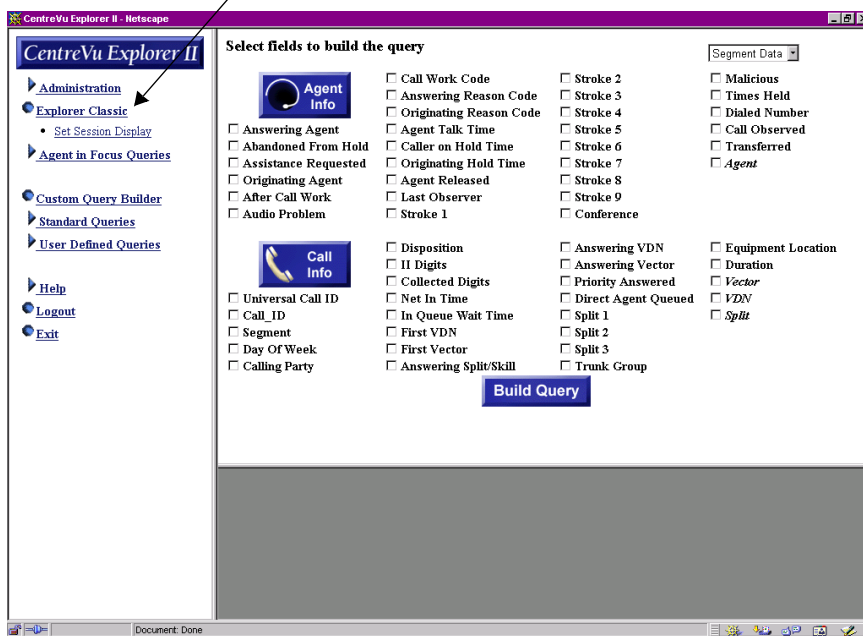 CentreVu Explorer II - Netscape
CentreVu Explorer II
Administration
Explorer Classic
Set Session Display
Agent in Focus Queries
Custom Query Builder
Standard Queries
User Defined Queries
Help
Logout
Exit
Select fields to build the query
Segment Data
Agent Info
Answering Agent
Abandoned From Hold
Assistance Requested
Originating Agent
After Call Work
Audio Problem
Call Work Code
Answering Reason Code
Originating Reason Code
Agent Talk Time
Caller on Hold Time
Originating Hold Time
Agent Released
Last Observer
Stroke 1
Stroke 2
Stroke 3
Stroke 4
Stroke 5
Stroke 6
Stroke 7
Stroke 8
Stroke 9
Conference
Malicious
Times Held
Dialed Number
Call Observed
Transferred
Agent
Call Info
Universal Call ID
Call_ID
Segment
Day Of Week
Calling Party
Disposition
II Digits
Collected Digits
Net In Time
In Queue Wait Time
First VDN
First Vector
Answering Split/Skill
Answering VDN
Answering Vector
Priority Answered
Direct Agent Queued
Split 1
Split 2
Split 3
Trunk Group
Equipment Location
Duration
Vector
VDN
Split
Build Query
Document: Done